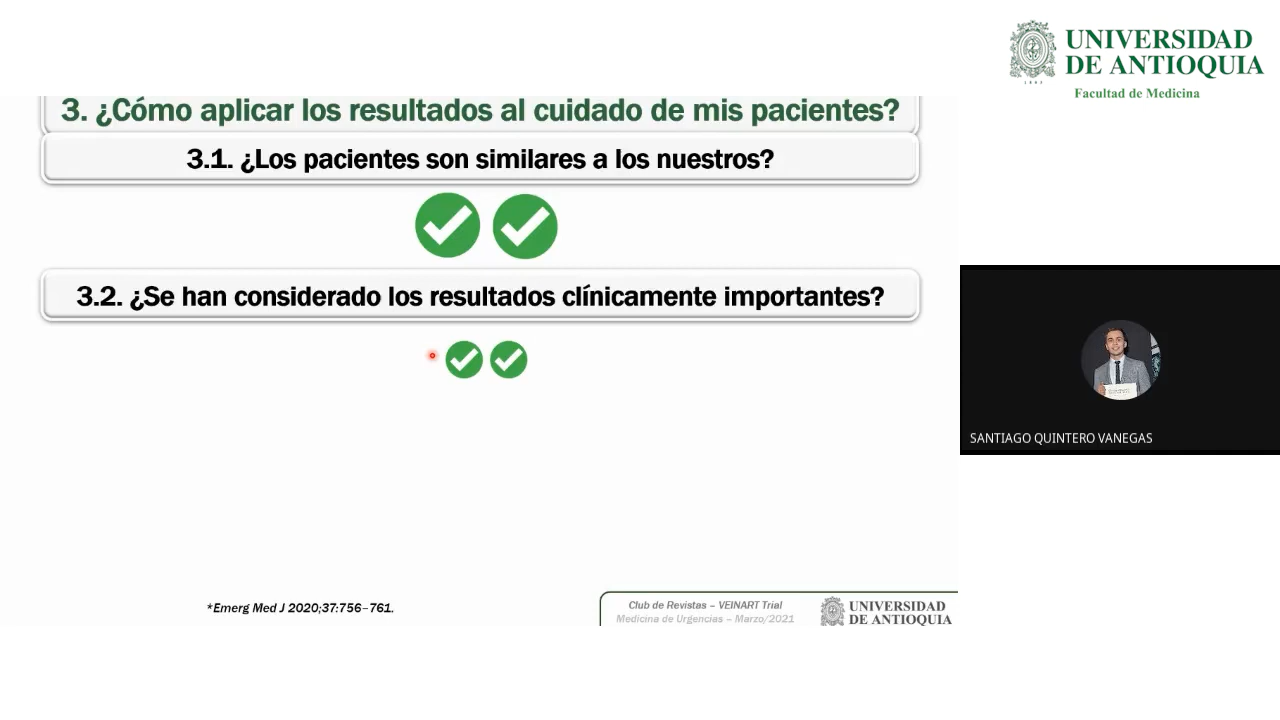 UNIVERSIDAD
DE ANTIOQUIA
1803
Facultad de Medicina
3. ¿Cómo aplicar los resultados al cuidado de mis pacientes?
3.1. ¿Los pacientes son similares a los nuestros?
3.2. ¿Se han considerado los resultados clínicamente importantes?
SANTIAGO QUINTERO VANEGAS
*Emerg Med J 2020;37:756–761.
Club de Revistas – VEINART Trial
Medicina de Urgencias – Marzo/2021
UNIVERSIDAD
DE ANTIOQUIA